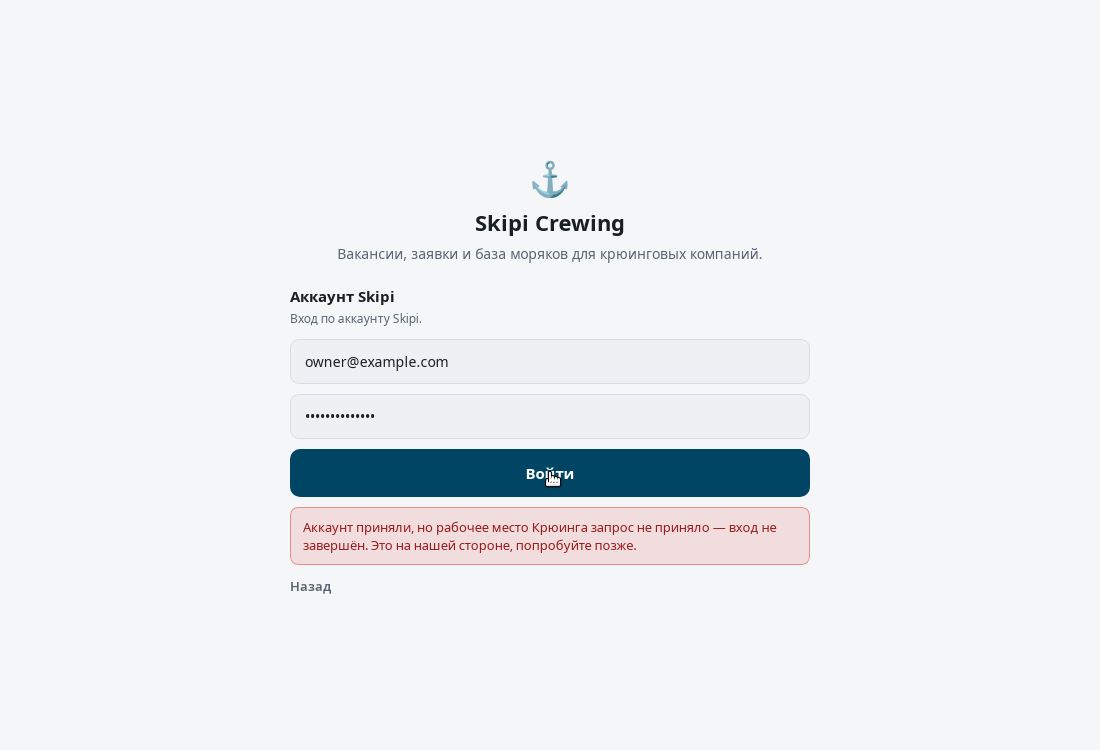 Skipi Crewing
Вакансии, заявки и база моряков для крюинговых компаний.
Аккаунт Skipi
Вход по аккаунту Skipi.
owner@example.com
••••••••••••••
Войти
Аккаунт приняли, но рабочее место Крюинга запрос не приняло — вход не
завершён. Это на нашей стороне, попробуйте позже.
Назад